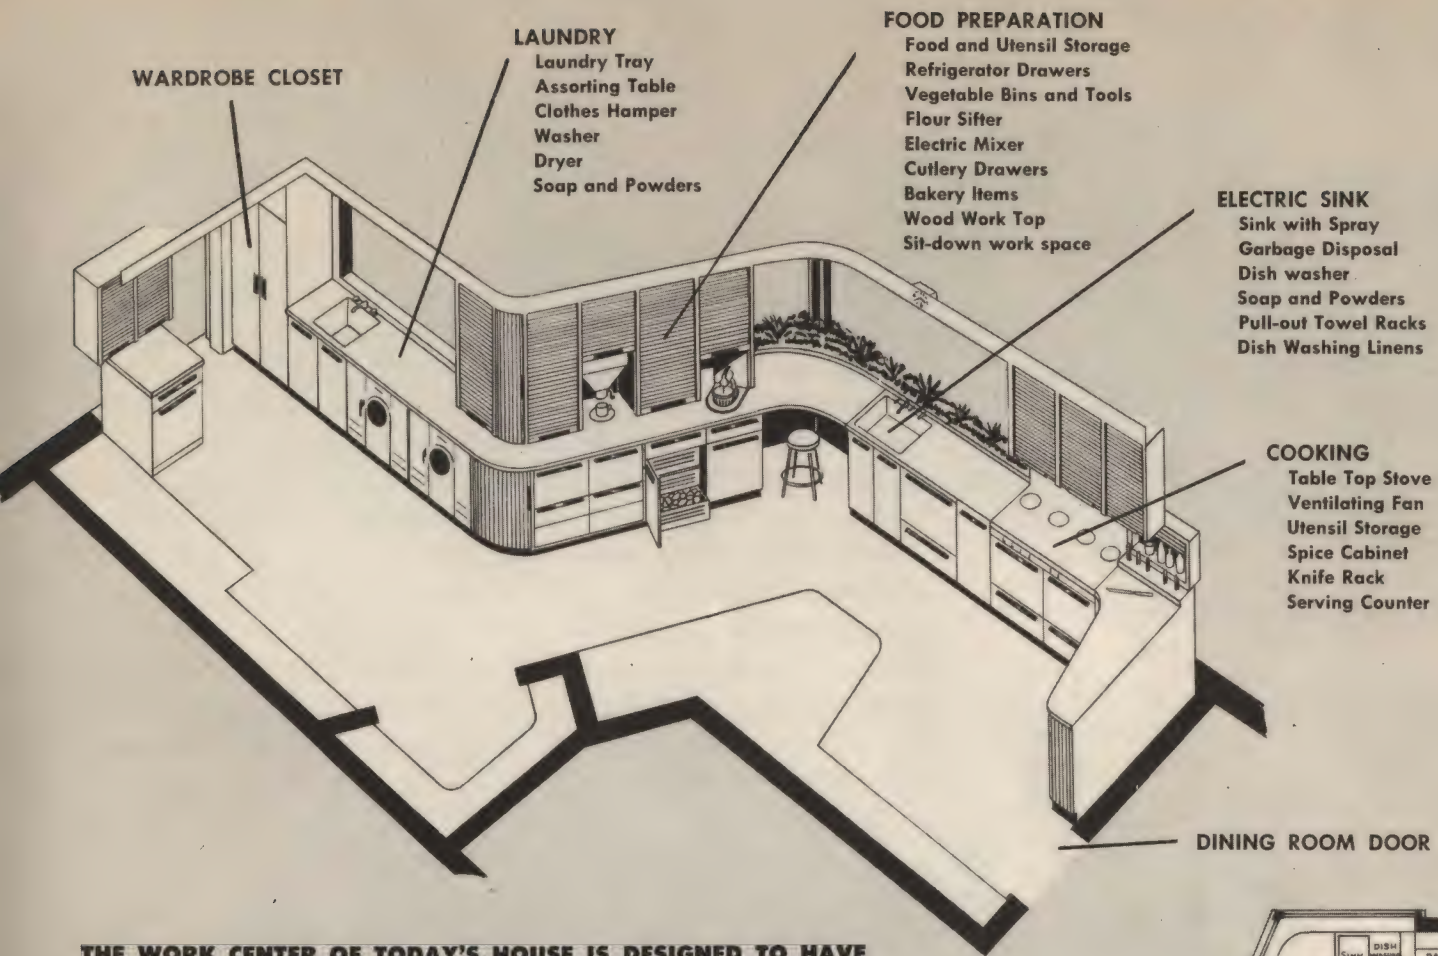 WARDROBE CLOSET
LAUNDRY
Laundry Tray
Assorting Table
Clothes Hamper
Washer
Dryer
Soap and Powders
FOOD PREPARATION
Food and Utensil Storage
Refrigerator Drawers
Vegetable Bins and Tools
Flour Sifter
Electric Mixer
Cutlery Drawers
Bakery Items
Wood Work Top
Sit-down work space
ELECTRIC SINK
Sink with Spray
Garbage Disposal
Dish washer
Soap and Powders
Pull-out Towel Racks
Dish Washing Linens
COOKING
Table Top Stove
Ventilating Fan
Utensil Storage
Spice Cabinet
Knife Rack
Serving Counter
DINING ROOM DOOR
THE WORK CENTER OF TODAY'S HOUSE IS DESIGNED TO HAVE
SINK
DISH